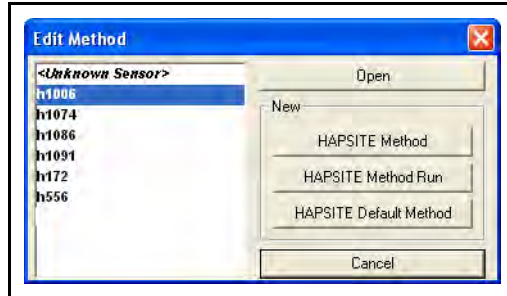 Edit Method
<Unknown Sensor>
h1006
h1074
h1086
h1091
h172
h556
Open
New
HAPSITE Method
HAPSITE Method Run
HAPSITE Default Method
Cancel